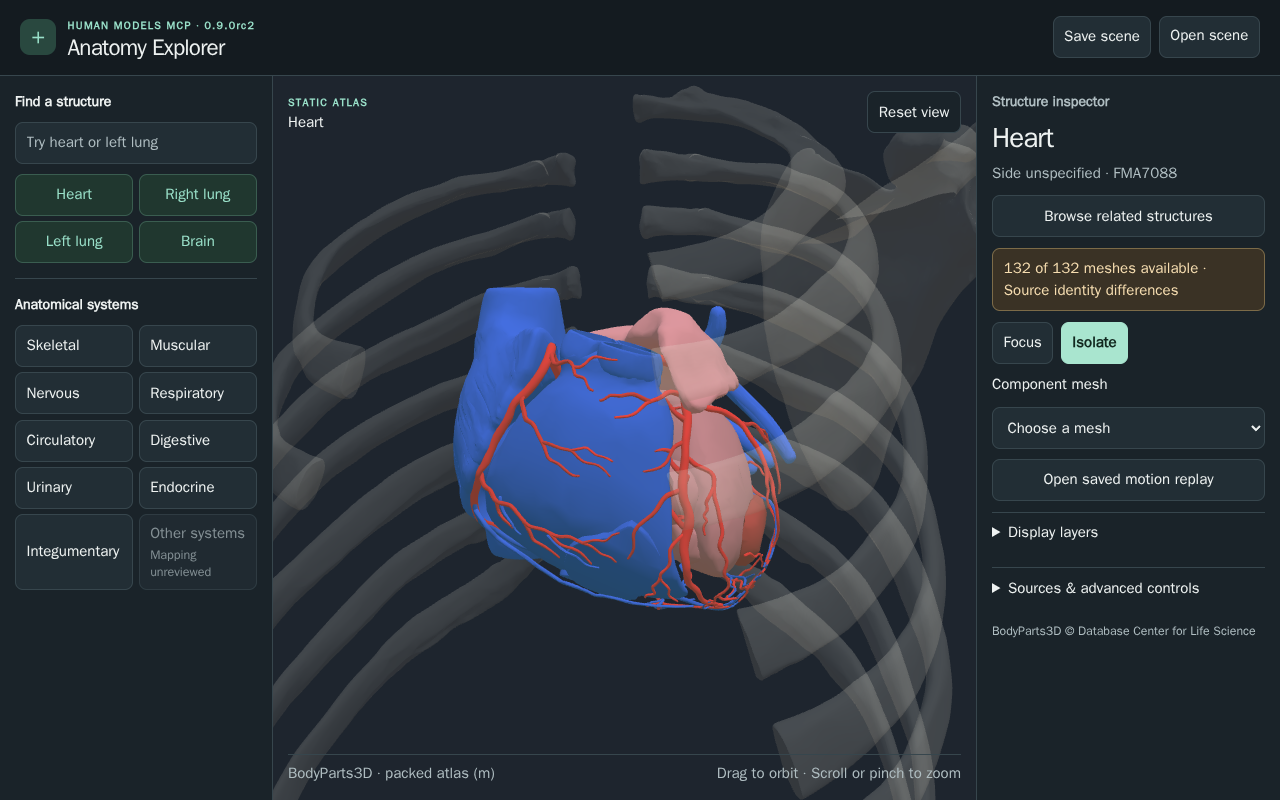 HUMAN MODELS MCP · 0.9.0rc2
Anatomy Explorer
Save scene
Open scene
Find a structure
Try heart or left lung
Heart
Right lung
Left lung
Brain
Anatomical systems
Skeletal
Muscular
Nervous
Respiratory
Circulatory
Digestive
Urinary
Endocrine
Integumentary
Other systems
Mapping
unreviewed
STATIC ATLAS
Heart
Reset view
BodyParts3D · packed atlas (m)
Drag to orbit · Scroll or pinch to zoom
Structure inspector
Heart
Side unspecified · FMA7088
Browse related structures
132 of 132 meshes available ·
Source identity differences
Focus
Isolate
Component mesh
Choose a mesh
Open saved motion replay
Display layers
Sources & advanced controls
BodyParts3D © Database Center for Life Science